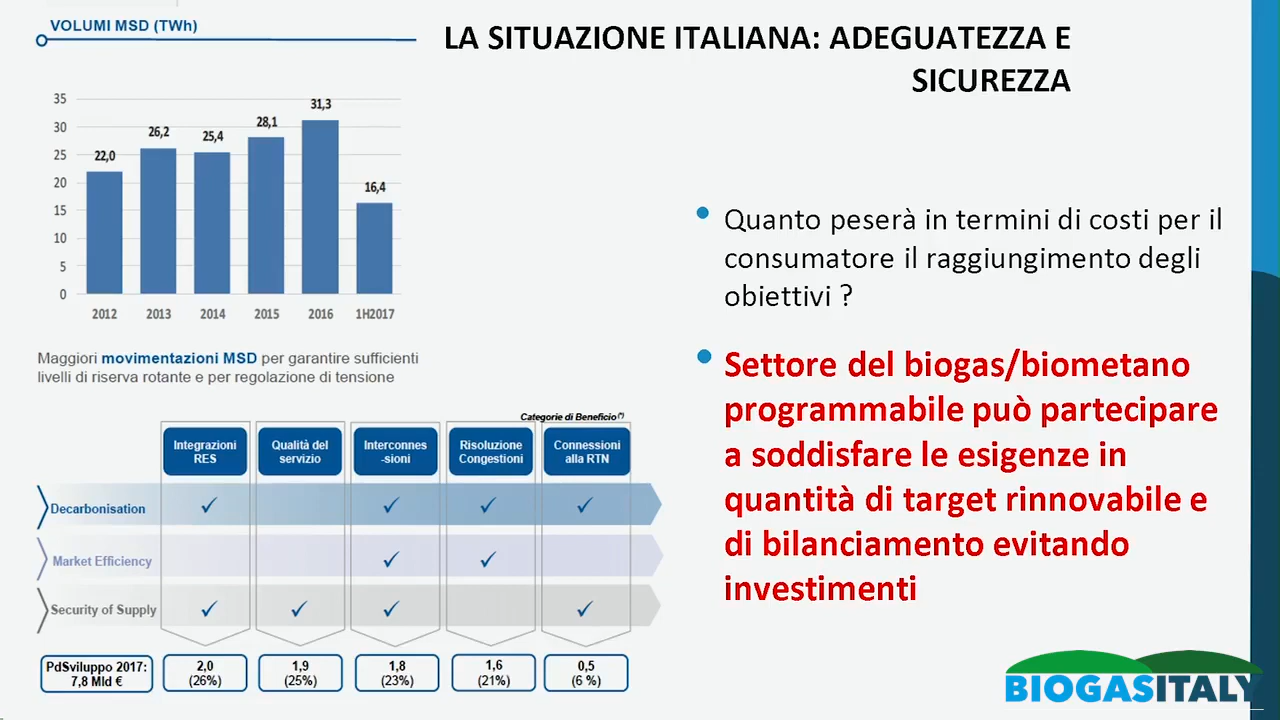 VOLUMI MSD (TWh)
LA SITUAZIONE ITALIANA: ADEGUATEZZA E
SICUREZZA
35
30
25
20
15
10
5
0
22,0
26,2
25,4
28,1
31,3
16,4
2012
2013
2014
2015
2016
1H2017
Maggiori movimentazioni MSD per garantire sufficienti
livelli di riserva rotante e per regolazione di tensione
Categorie di Beneficio(*)
Integrazioni
RES
Qualità del
servizio
Interconnes
-sioni
Risoluzione
Congestioni
Connessioni
alla RTN
Decarbonisation
Market Efficiency
Security of Supply
PdSviluppo 2017:
7,8 Mld €
2,0
(26%)
1,9
(25%)
1,8
(23%)
1,6
(21%)
0,5
(6 %)
Quanto peserà in termini di costi per il
consumatore il raggiungimento degli
obiettivi ?
Settore del biogas/biometano
programmabile può partecipare
a soddisfare le esigenze in
quantità di target rinnovabile e
di bilanciamento evitando
investimenti
BIOGASITALY